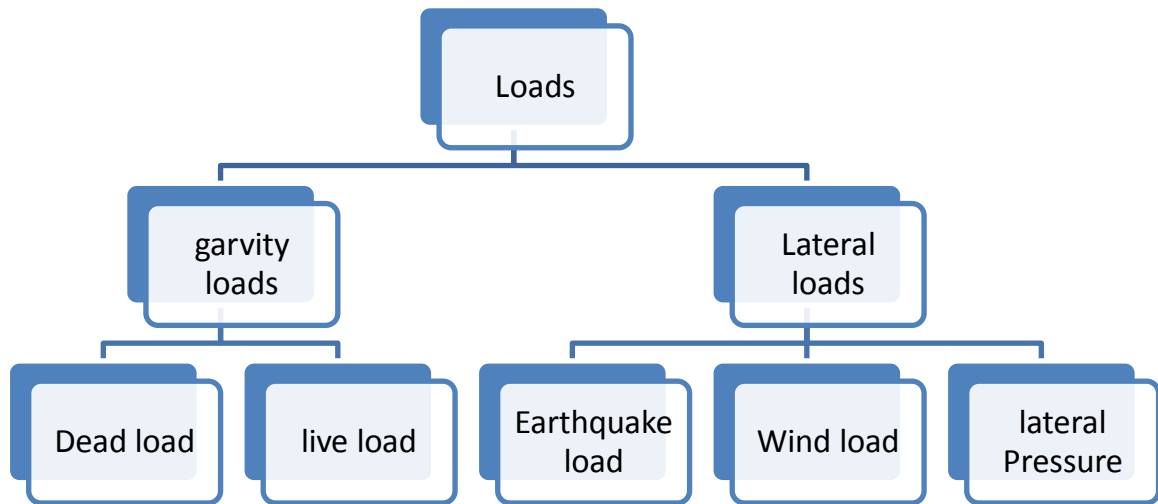 Loads
garvity
loads
Lateral
loads
Dead load
live load
Earthquake
load
Wind load
lateral
Pressure